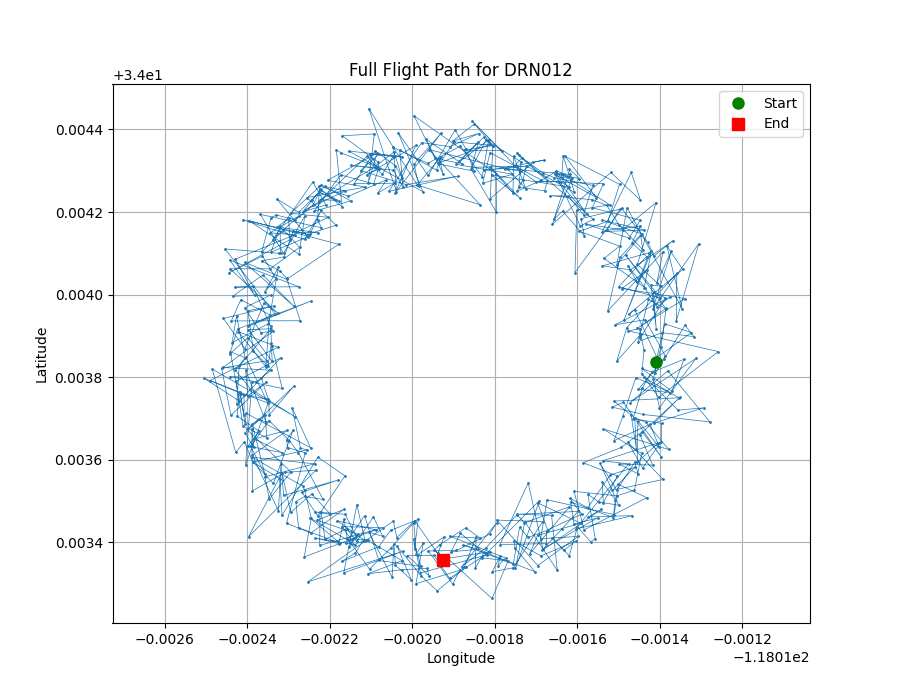 Full Flight Path for DRN012
+3.4e1
Start
End
0.0044
0.0042
0.0040
0.0038
0.0036
0.0034
Latitude
−0.0026 −0.0024 −0.0022 −0.0020 −0.0018 −0.0016 −0.0014 −0.0012
Longitude
−1.1801e2